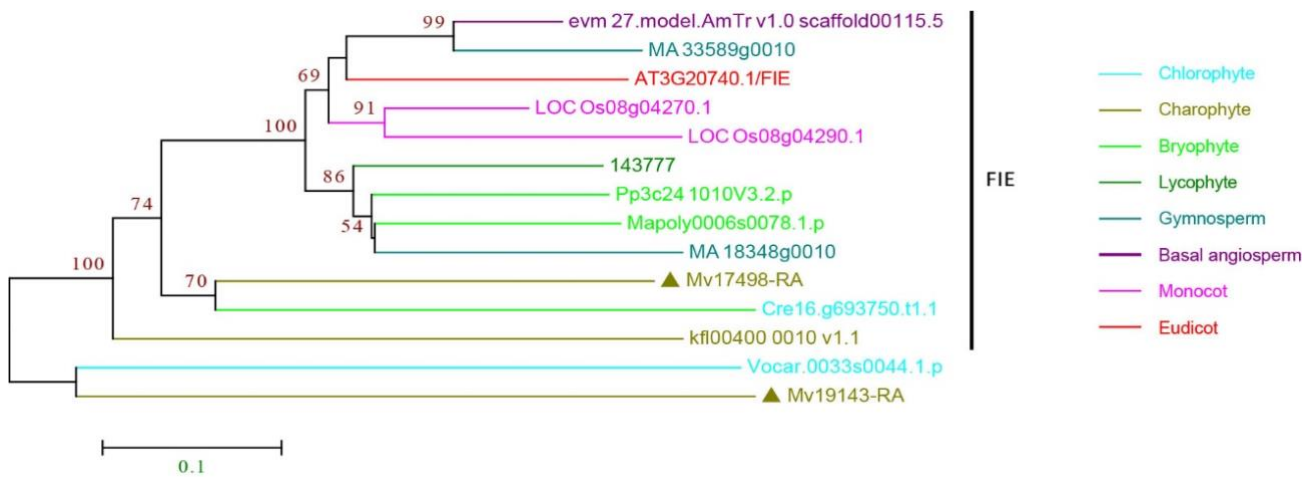 99
evm 27.model.AmTr v1.0 scaffold00115.5
MA 33589g0010
69
AT3G20740.1/FIE
91
LOC Os08g04270.1
100
LOC Os08g04290.1
86
143777
Pp3c24 1010V3.2.p
54
Mapoly0006s0078.1.p
MA 18348g0010
74
100
70
Mv17498-RA
Cre16.g693750.t1.1
kfl00400 0010 v1.1
Vocar.0033s0044.1.p
Mv19143-RA
0.1
FIE
Chlorophyte
Charophyte
Bryophyte
Lycophyte
Gymnosperm
Basal angiosperm
Monocot
Eudicot